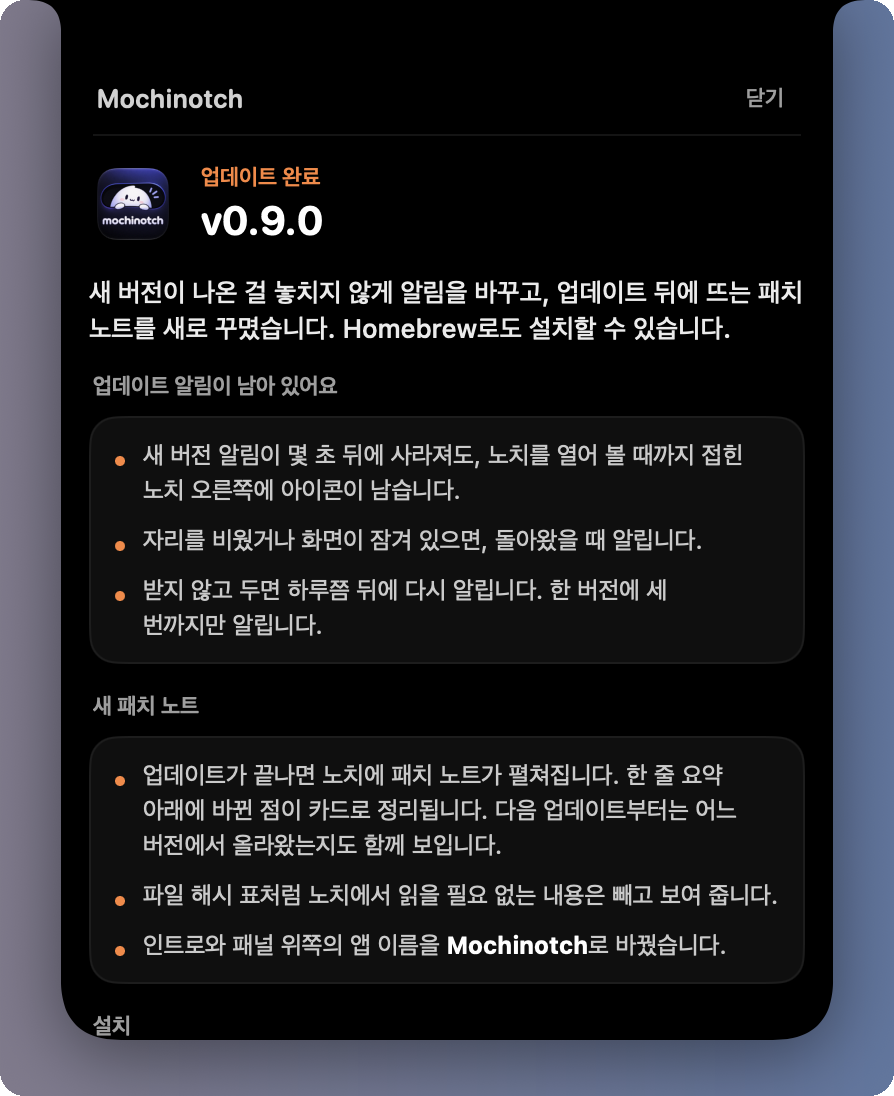 Mochinotch
닫기
mochinotch
업데이트 완료
v0.9.0
새 버전이 나온 걸 놓치지 않게 알림을 바꾸고, 업데이트 뒤에 뜨는 패치
노트를 새로 꾸몄습니다. Homebrew로도 설치할 수 있습니다.
업데이트 알림이 남아 있어요
새 버전 알림이 몇 초 뒤에 사라져도, 노치를 열어 볼 때까지 접힌
노치 오른쪽에 아이콘이 남습니다.
자리를 비웠거나 화면이 잠겨 있으면, 돌아왔을 때 알립니다.
받지 않고 두면 하루쯤 뒤에 다시 알립니다. 한 버전에 세
번까지만 알립니다.
새 패치 노트
업데이트가 끝나면 노치에 패치 노트가 펼쳐집니다. 한 줄 요약
아래에 바뀐 점이 카드로 정리됩니다. 다음 업데이트부터는 어느
버전에서 올라왔는지도 함께 보입니다.
파일 해시 표처럼 노치에서 읽을 필요 없는 내용은 빼고 보여 줍니다.
인트로와 패널 위쪽의 앱 이름을 Mochinotch로 바꿨습니다.
설치